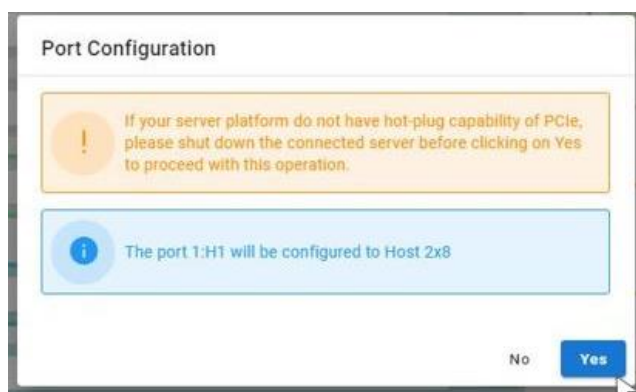 Port Configuration
!
If your server platform do not have hot-plug capability of PCIe,
please shut down the connected server before clicking on Yes
to proceed with this operation.
i
The port 1:H1 will be configured to Host 2x8
No
Yes